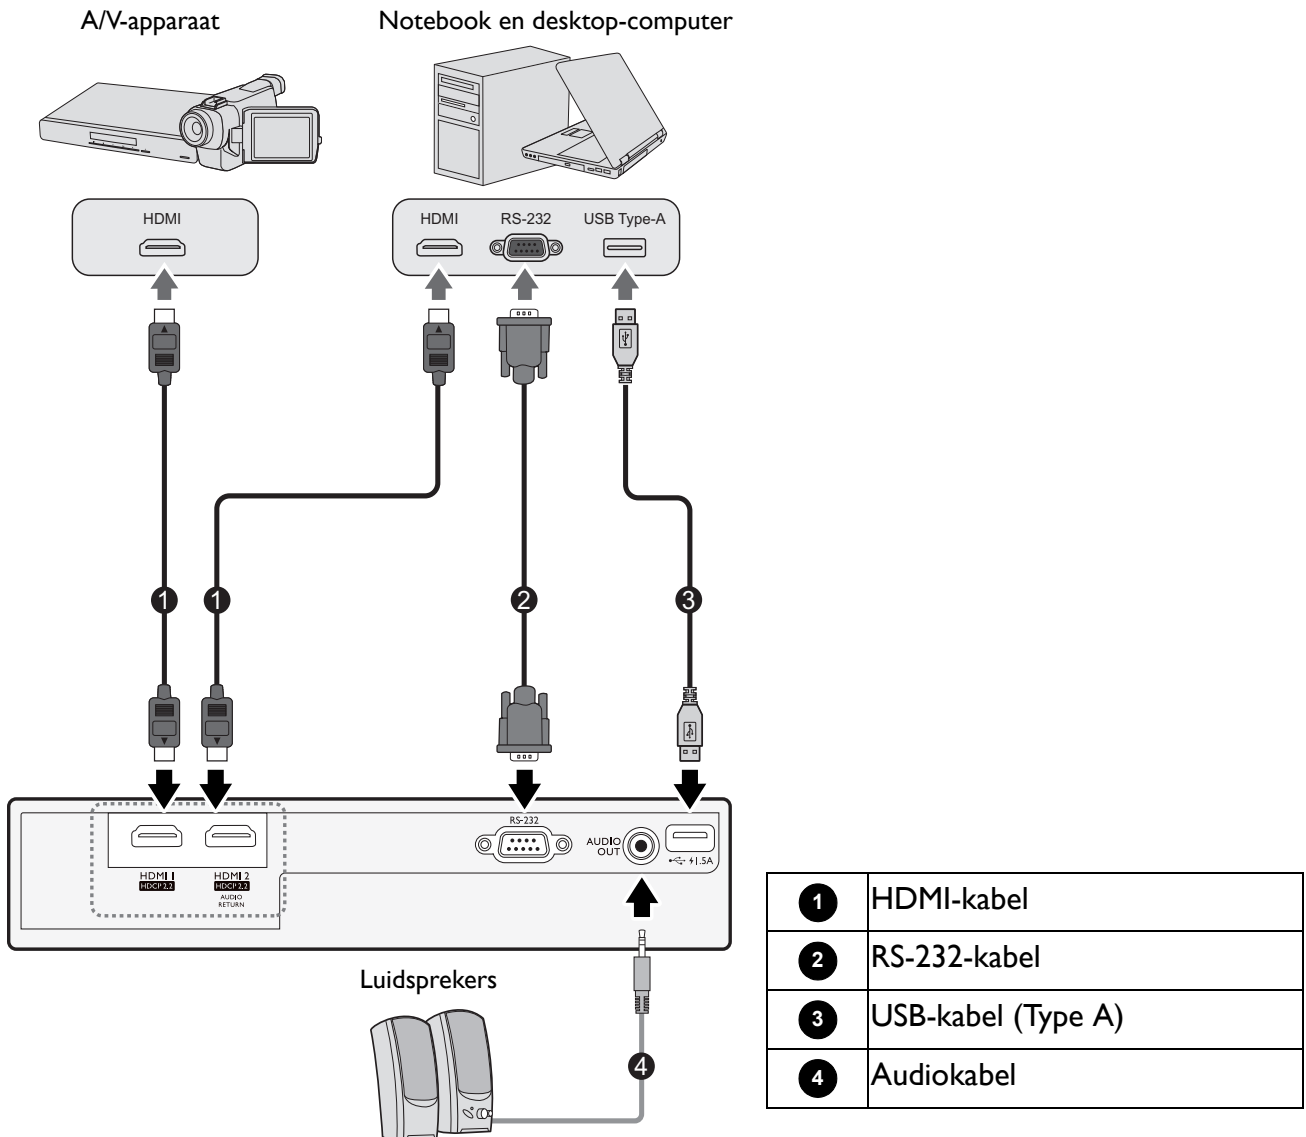 A/V-apparaat
Notebook en desktop-computer
HDMI
HDMI
RS-232
USB Type-A
1
1
2
3
RS-232
AUDIO
OUT
1.5A
HDMI 1
HDCP 2.2
HDMI 2
HDCP 2.2
AUDIO
RETURN
Luidsprekers
4
1 HDMI-kabel
2 RS-232-kabel
3 USB-kabel (Type A)
4 Audiokabel